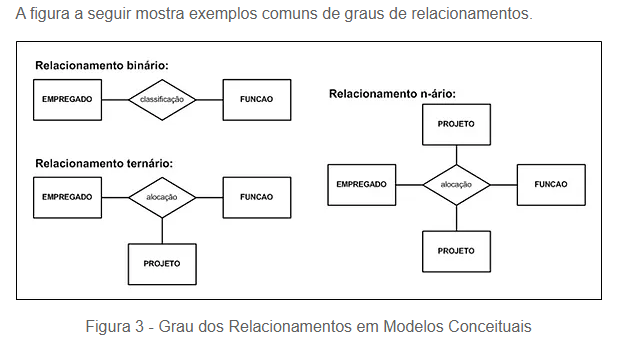 A figura a seguir mostra exemplos comuns de graus de relacionamentos.
Relacionamento binário:
EMPREGADO
classificação
FUNCAO
Relacionamento ternário:
EMPREGADO
alocação
FUNCAO
PROJETO
Relacionamento n-ário:
PROJETO
EMPREGADO
alocação
FUNCAO
PROJETO
Figura 3 - Grau dos Relacionamentos em Modelos Conceituais